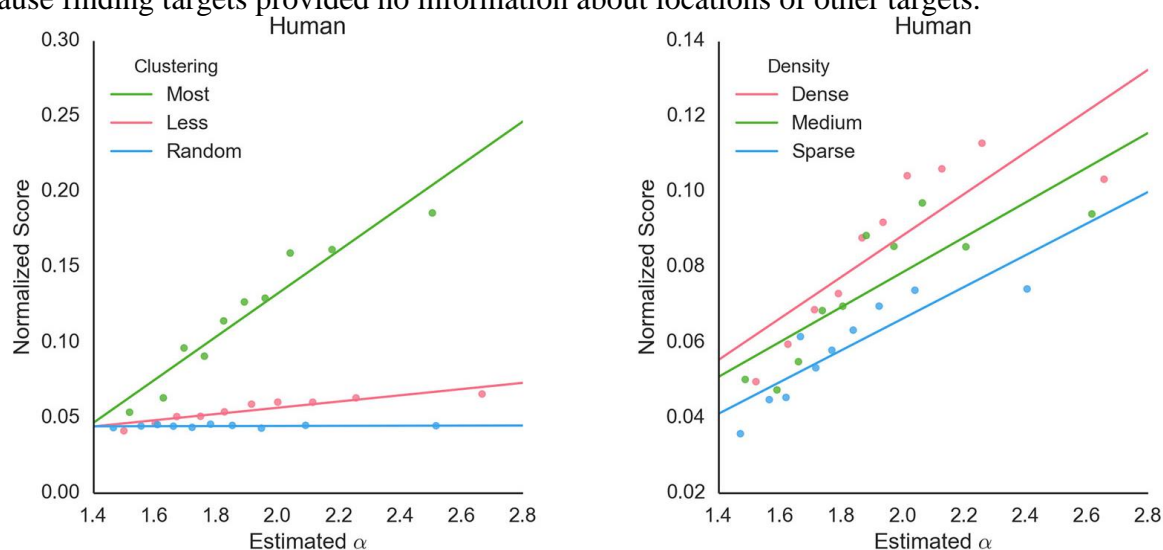 ause finding targets provided no information about locations of other targets.
Human
0.30
0.25
0.20
0.15
0.10
0.05
0.00
Normalized Score
Clustering
Most
Less
Random
1.4 1.6 1.8 2.0 2.2 2.4 2.6 2.8
Estimated α
Human
0.14
0.12
0.10
0.08
0.06
0.04
0.02
Normalized Score
Density
Dense
Medium
Sparse
1.4 1.6 1.8 2.0 2.2 2.4 2.6 2.8
Estimated α